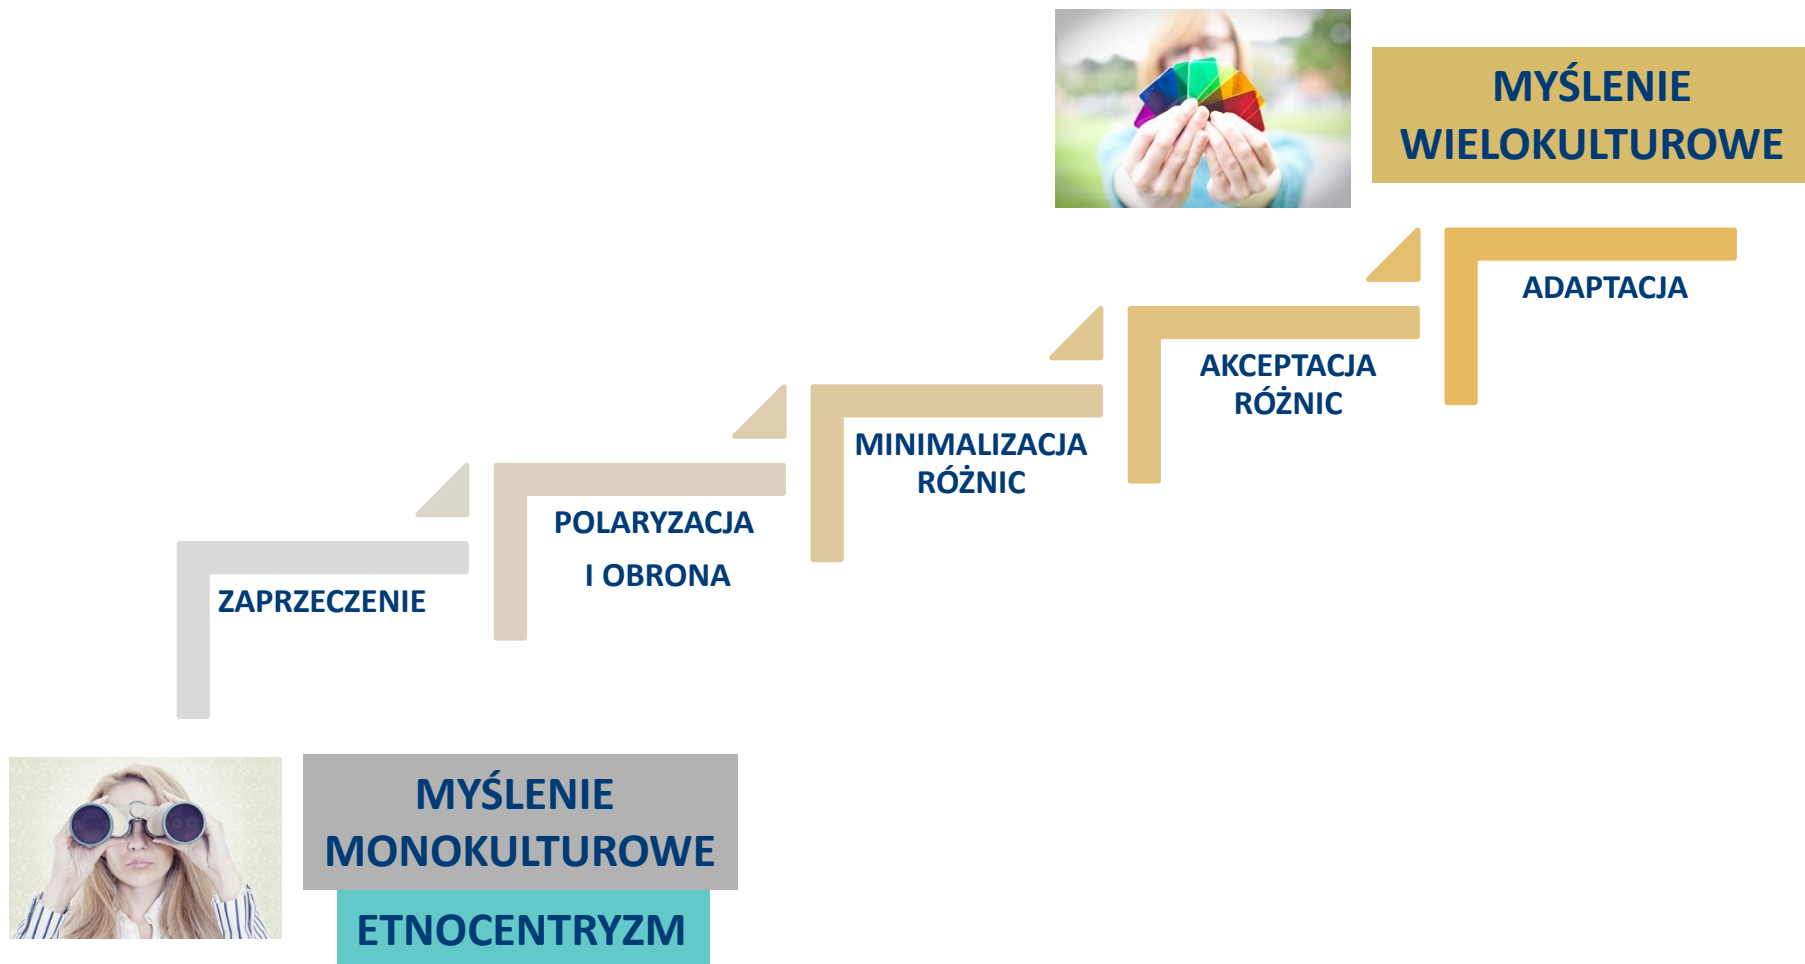 MYŚLENIE
WIELOKULTUROWE
ADAPTACJA
AKCEPTACJA
RÓŻNIC
MINIMALIZACJA
RÓŻNIC
POLARYZACJA
I OBRONA
ZAPRZECZENIE
MYŚLENIE
MONOKULTUROWE
ETNOCENTRYZM